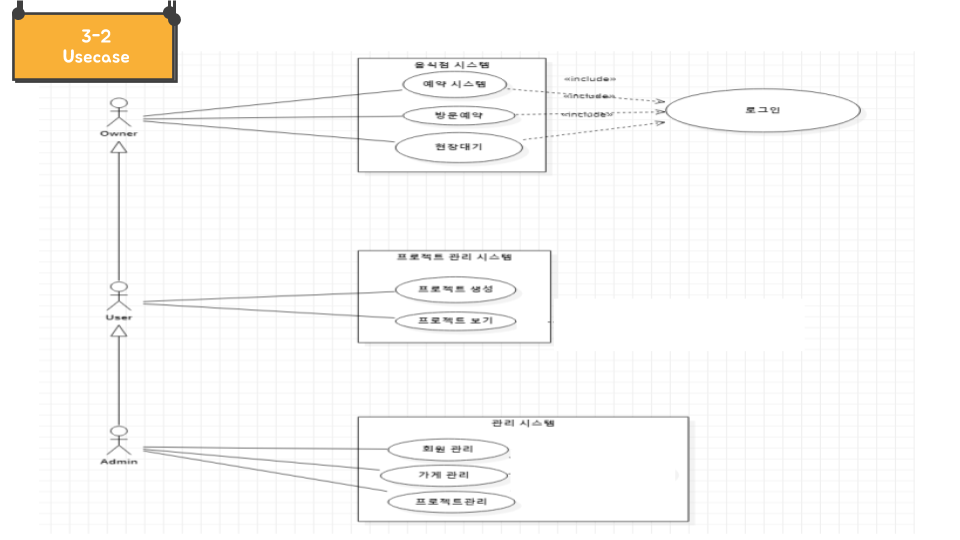 3-2
Usecase
음식점 시스템
예약 시스템
방문예약
현장대기
«include»
«include»
«include»
로그인
Owner
프로젝트 관리 시스템
프로젝트 생성
프로젝트 보기
User
관리 시스템
회원 관리
가게 관리
프로젝트관리
Admin